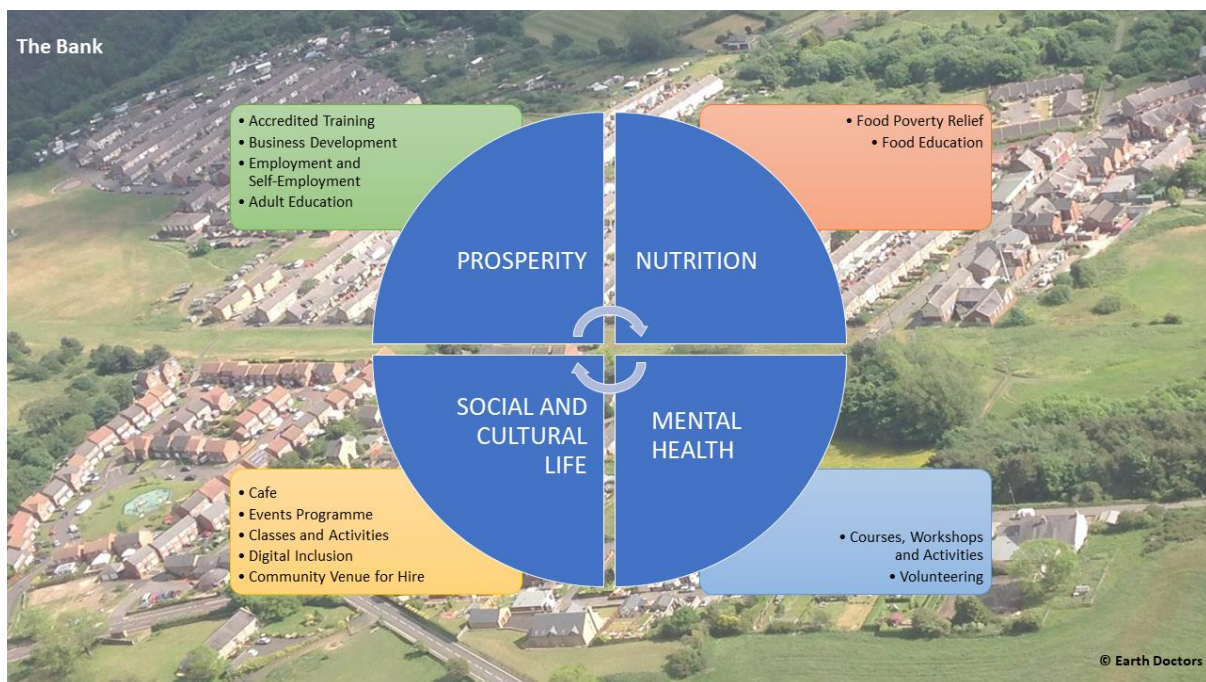 The Bank
• Accredited Training
• Business Development
• Employment and
Self-Employment
• Adult Education
• Food Poverty Relief
• Food Education
PROSPERITY
NUTRITION
SOCIAL AND
CULTURAL
LIFE
MENTAL
HEALTH
• Cafe
• Events Programme
• Classes and Activities
• Digital Inclusion
• Community Venue for Hire
• Courses, Workshops
and Activities
• Volunteering
© Earth Doctors